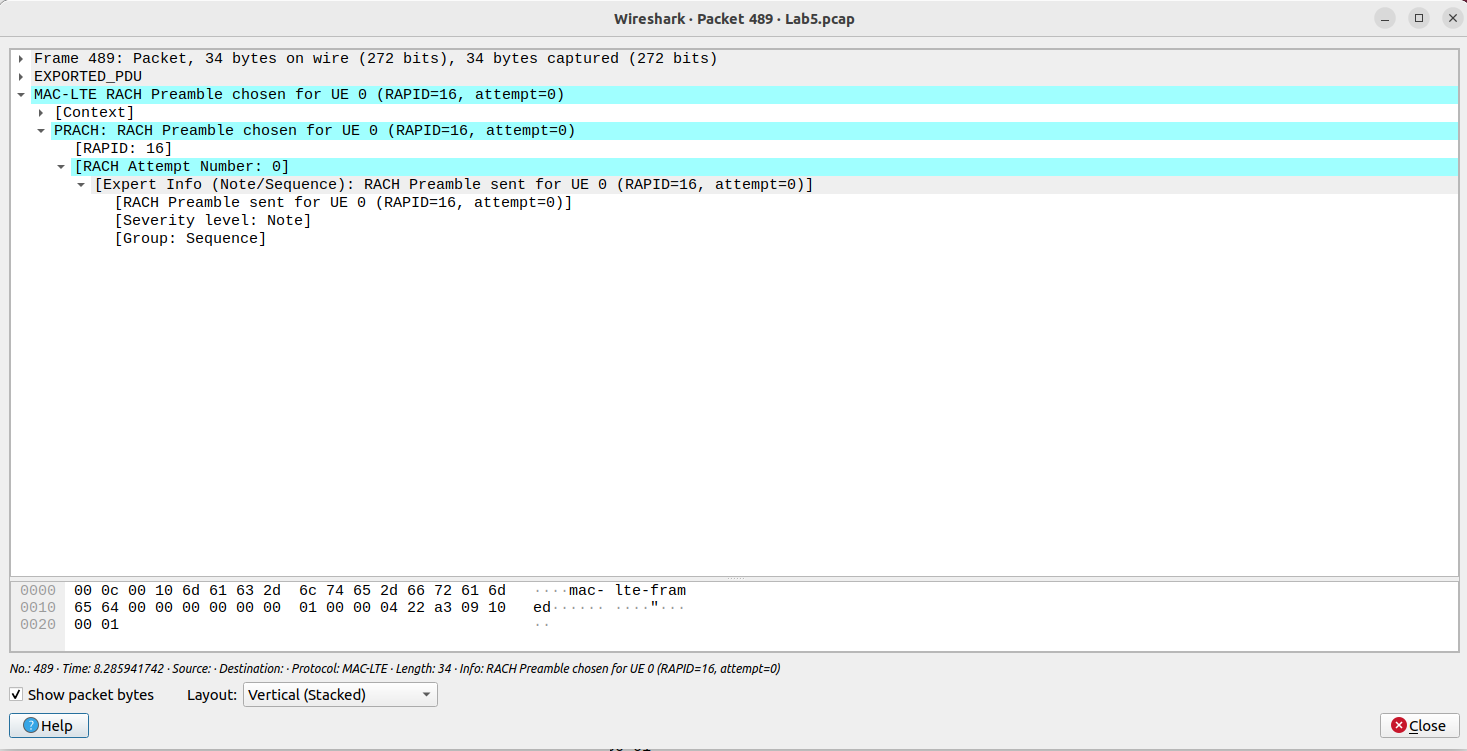 Wireshark · Packet 489 · Lab5.pcap
Frame 489: Packet, 34 bytes on wire (272 bits), 34 bytes captured (272 bits)
EXPORTED_PDU
MAC-LTE RACH Preamble chosen for UE 0 (RAPID=16, attempt=0)
[Context]
PRACH: RACH Preamble chosen for UE 0 (RAPID=16, attempt=0)
[RAPID: 16]
[RACH Attempt Number: 0]
[Expert Info (Note/Sequence): RACH Preamble sent for UE 0 (RAPID=16, attempt=0)]
[RACH Preamble sent for UE 0 (RAPID=16, attempt=0)]
[Severity level: Note]
[Group: Sequence]
0000 00 0c 00 10 6d 61 63 2d 6c 74 65 2d 66 72 61 6d ····mac- lte-fram
0010 65 64 00 00 00 00 00 00 01 00 00 04 22 a3 09 10 ed······ ····"···
0020 00 01 ··
No.: 489 · Time: 8.285941742 · Source: · Destination: · Protocol: MAC-LTE · Length: 34 · Info: RACH Preamble chosen for UE 0 (RAPID=16, attempt=0)
Show packet bytes Layout: Vertical (Stacked)
Help Close